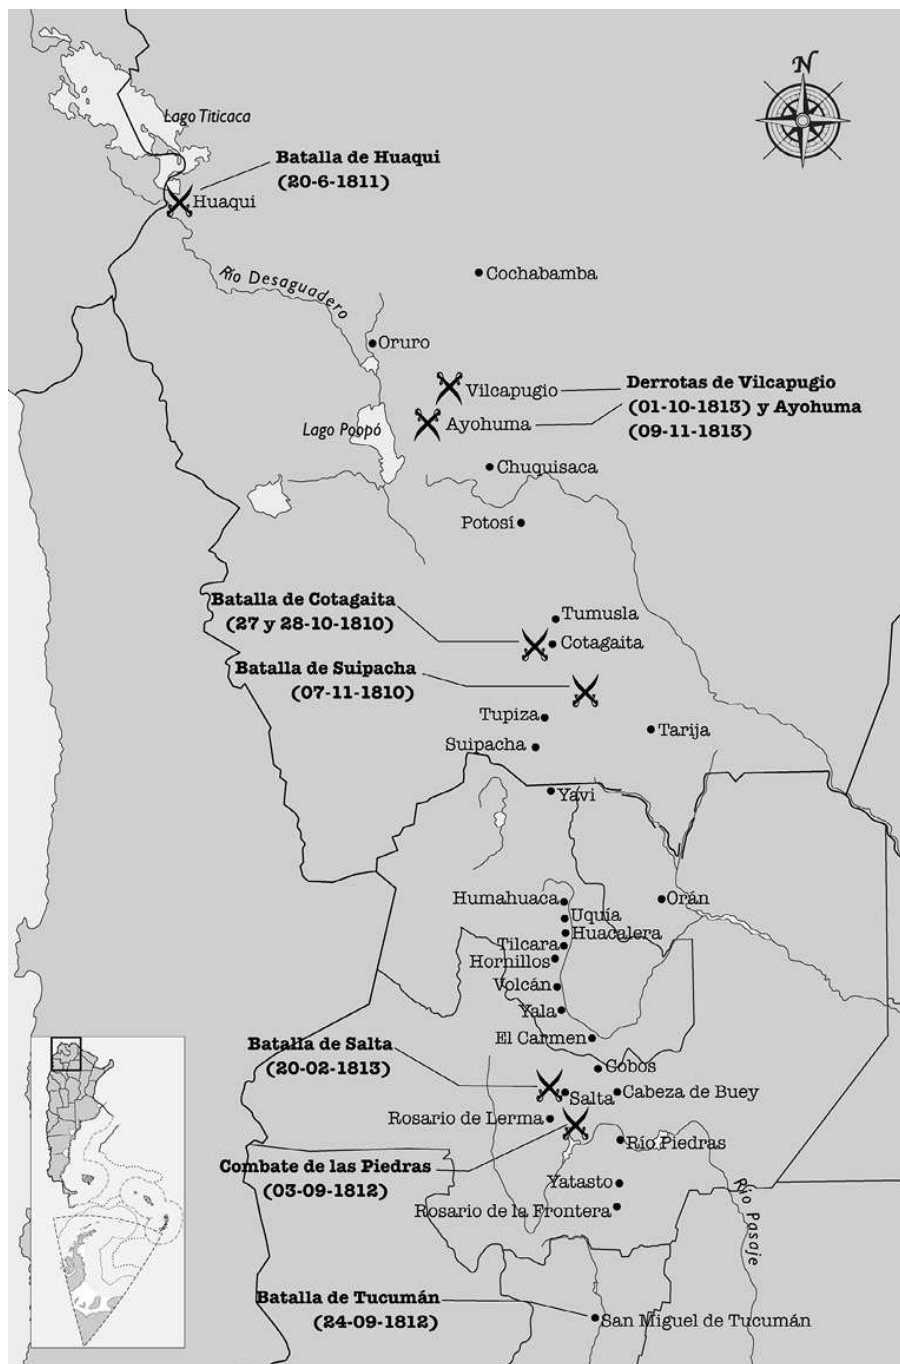 N
Lago Titicaca
Batalla de Huaqui
(20-6-1811)
Huaqui
Río Desaguadero
Cochabamba
Oruro
Vilcapugio
Derrotas de Vilcapugio
(01-10-1813) y Ayohuma
(09-11-1813)
Ayohuma
Lago Poopó
Chuquisaca
Potosí
Batalla de Cotagaita
(27 y 28-10-1810)
Tumusla
Cotagaita
Batalla de Suipacha
(07-11-1810)
Tupiza
Tarija
Suipacha
Yavi
Humahuaca
Orán
Uquía
Huacalera
Tilcara
Hornillos
Volcán
Yala
El Carmen
Batalla de Salta
(20-02-1813)
Cobos
Salta
Cabeza de Buey
Rosario de Lerma
Río Piedras
Combate de las Piedras
(03-09-1812)
Yatasto
Rosario de la Frontera
Río Pasaje
Batalla de Tucumán
(24-09-1812)
San Miguel de Tucumán